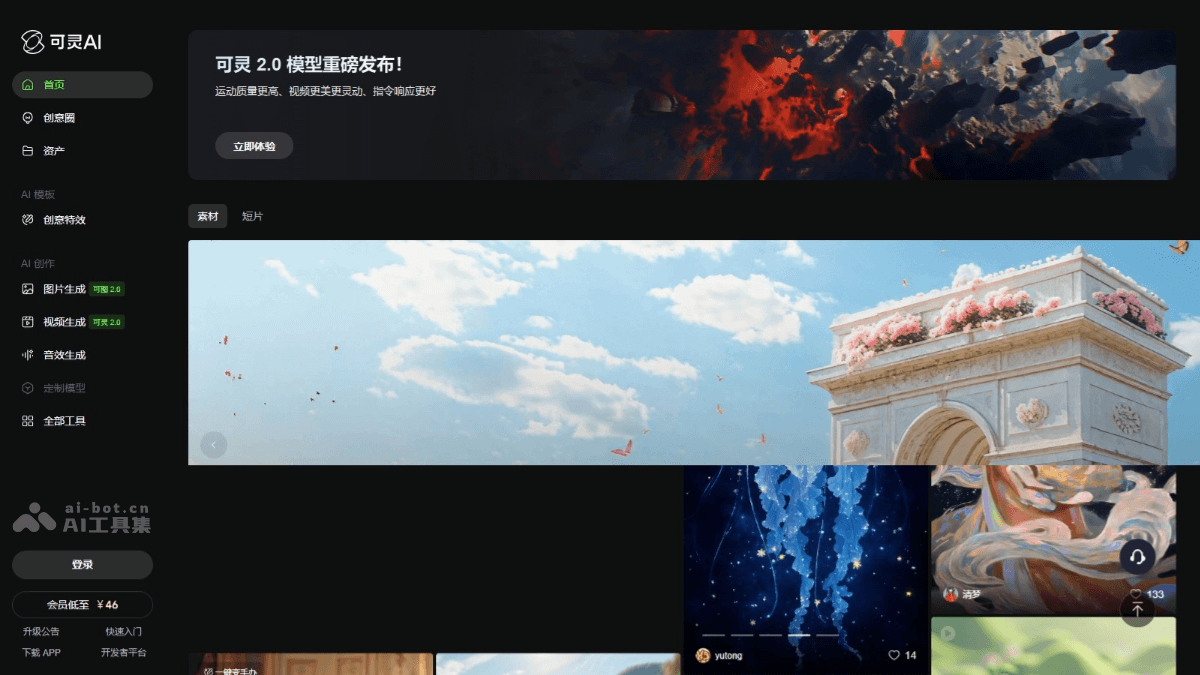 可灵AI
首页
创意圈
资产
AI 模板
创意特效
AI 创作
图片生成 可图 2.0
视频生成 可灵 2.0
音效生成
定制模型
全部工具
ai-bot.cn
AI工具集
登录
会员低至 ¥46
升级公告 快速入门
下载 APP 开发者平台
可灵 2.0 模型重磅发布！
运动质量更高、视频更美更灵动、指令响应更好
立即体验
素材 短片
yutong 14
清梦 133
一键变手办